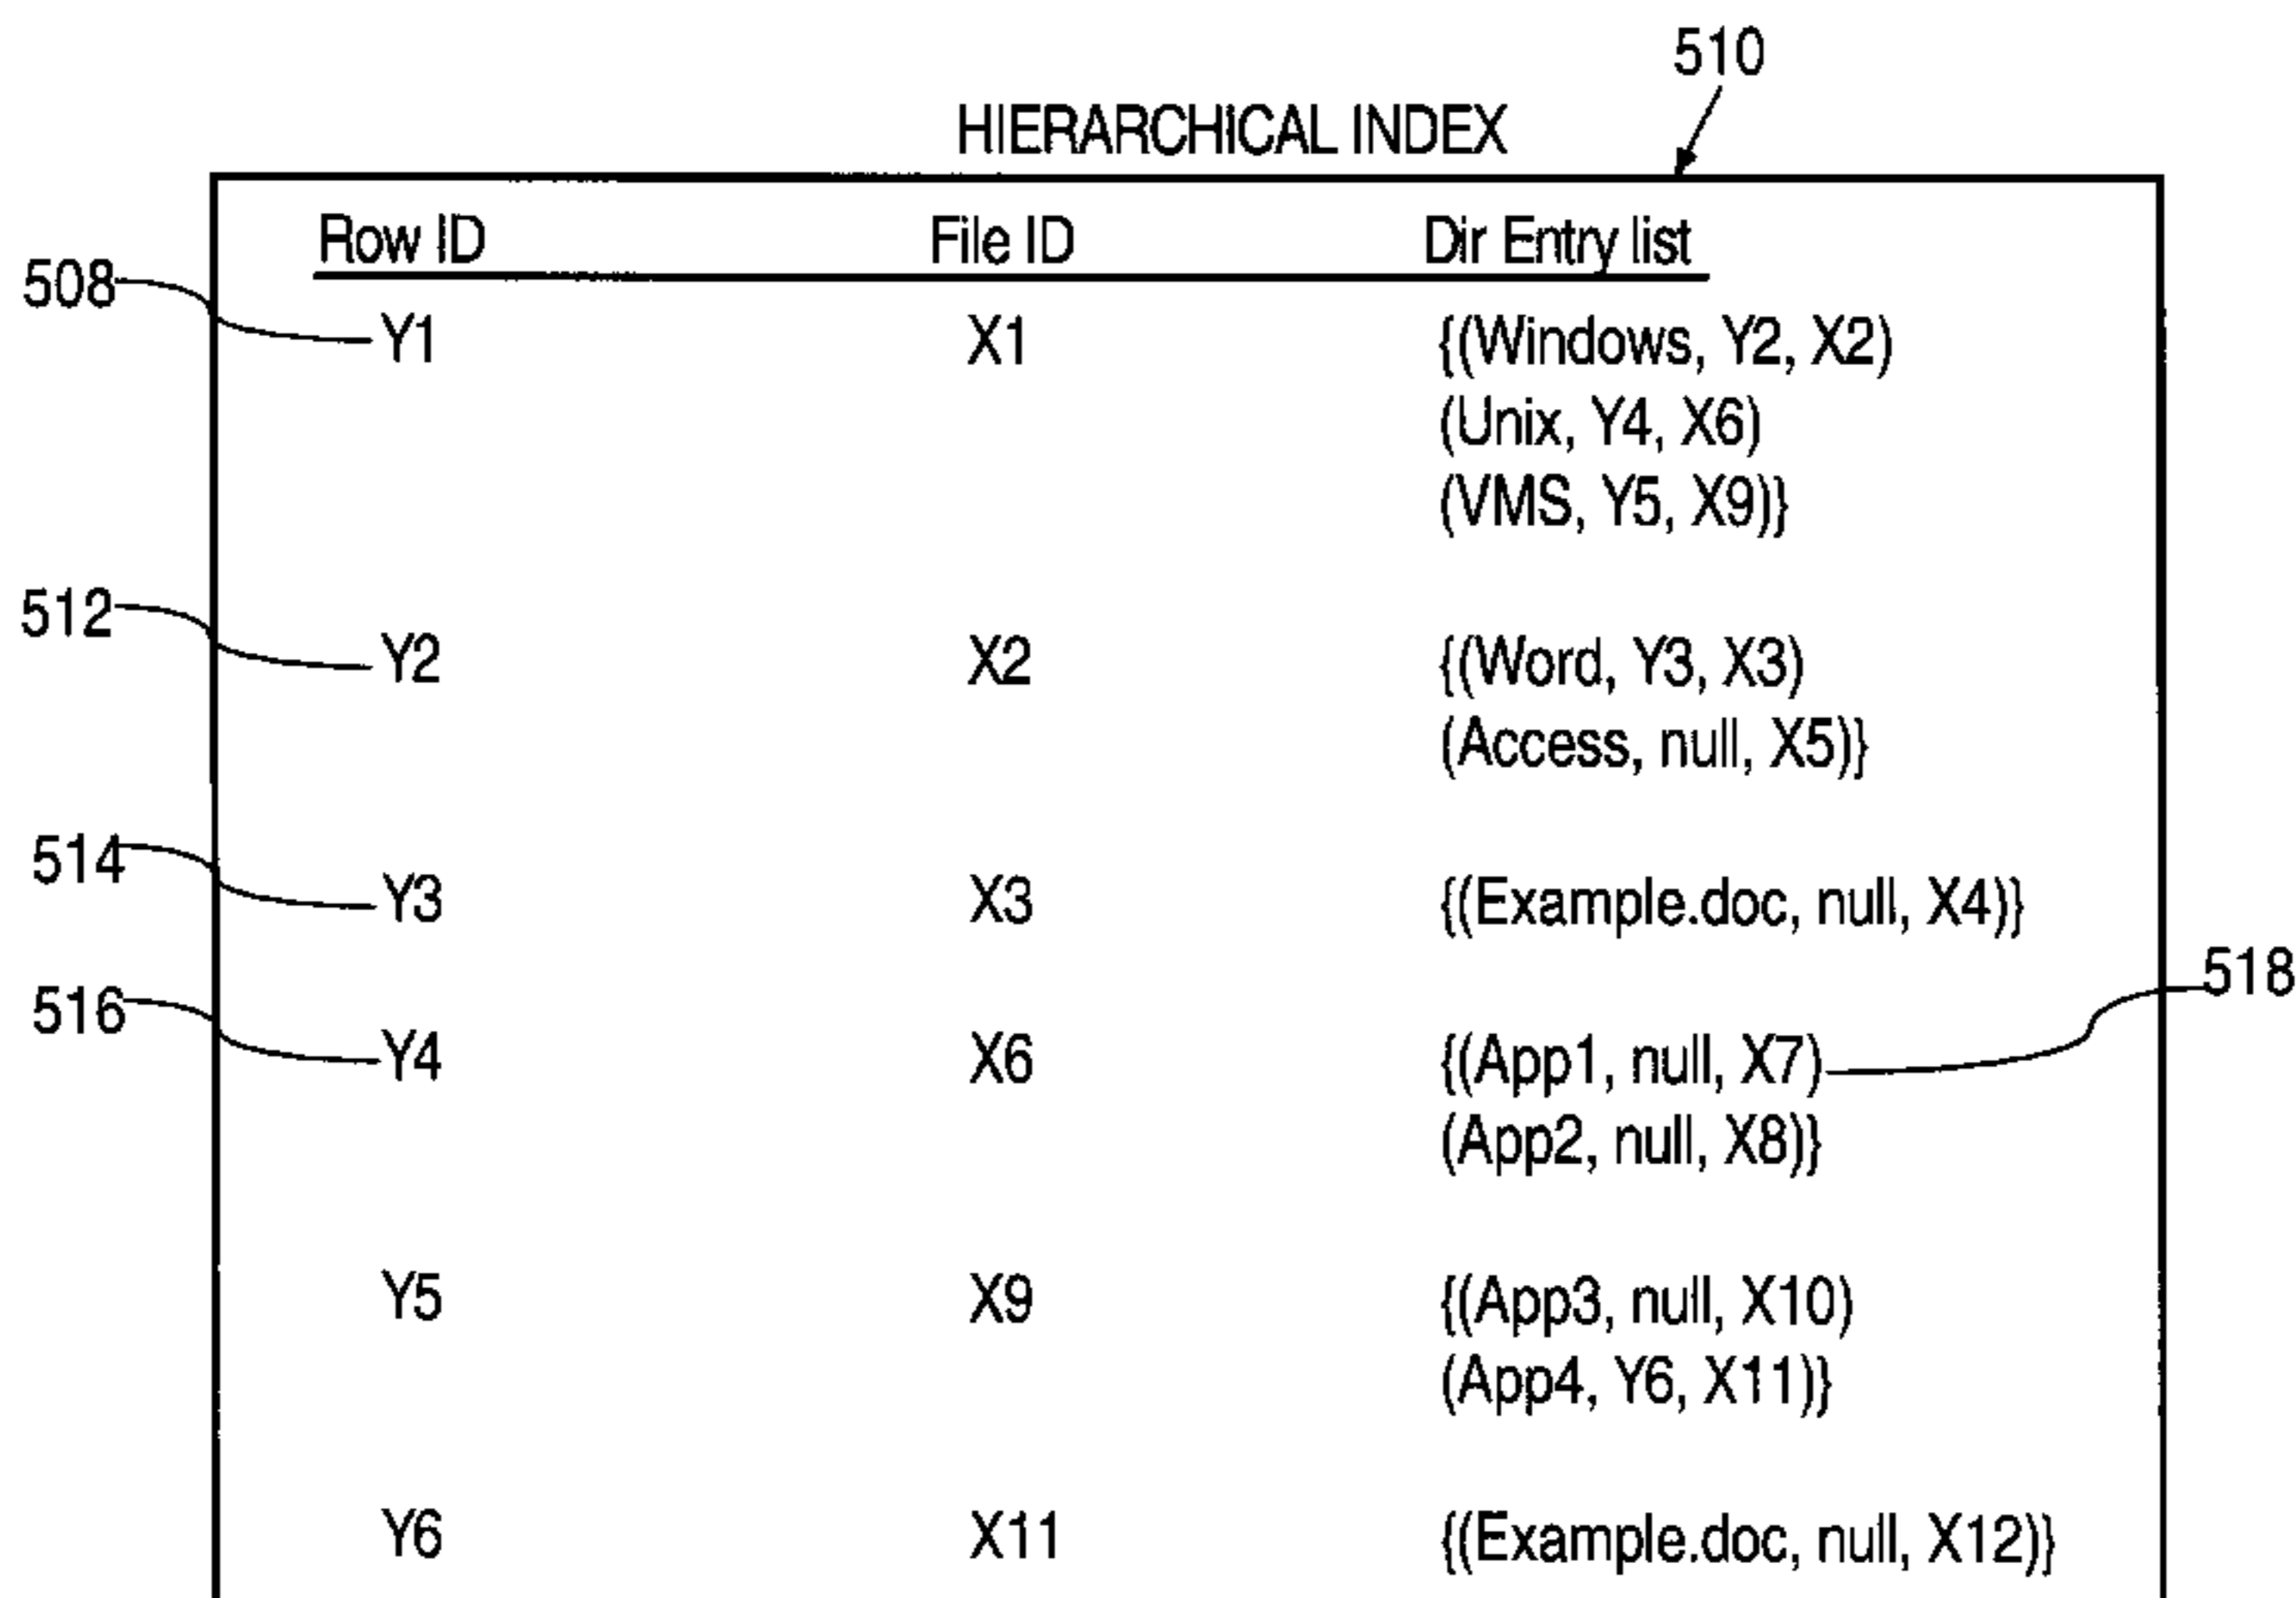 510
HIERARCHICAL INDEX
Row ID File ID Dir Entry list
508 Y1 X1 {(Windows, Y2, X2)
(Unix, Y4, X6)
(VMS, Y5, X9)}
512 Y2 X2 {(Word, Y3, X3)
(Access, null, X5)}
514 Y3 X3 {(Example.doc, null, X4)}
518
516 Y4 X6 {(App1, null, X7)
(App2, null, X8)}
Y5 X9 {(App3, null, X10)
(App4, Y6, X11)}
Y6 X11 {(Example.doc, null, X12)}